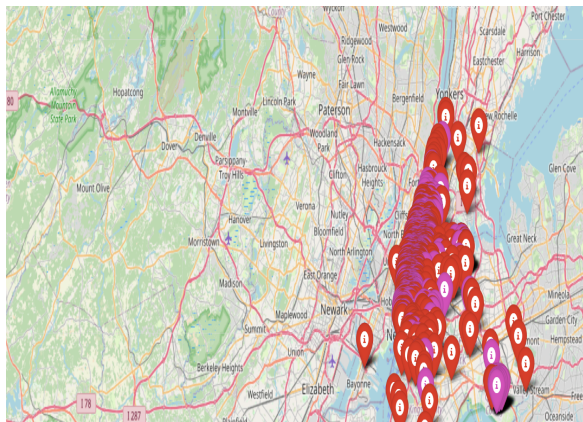 Wyckoff
Port Chester
Westwood
Scarsdale
Ridgewood
Harrison
Hopatcong
Glen Rock
Eastchester
Allamuchy
Mountain
State Park
80
Wayne
Fair Lawn
Lincoln Park
Bergenfield
Yonkers
Montville
Paterson
Rochelle
Denville
Woodland
Park
Hackensack
Dover
Parsippany-
Troy Hills
Clifton
Hasbrouck
Heights
Glen Cove
Mount Olive
Verona
Nutley
Hanover
Bloomfield
Great Neck
Morristown
Livingston
North Arlington
East Orange
Madison
Mineola
Newark
Maplewood
Garden City
Summit
Union
Hempstead
Berkeley Heights
Bayonne
Elizabeth
Westfield
Valley Stream
I 78
I 287
Oceanside